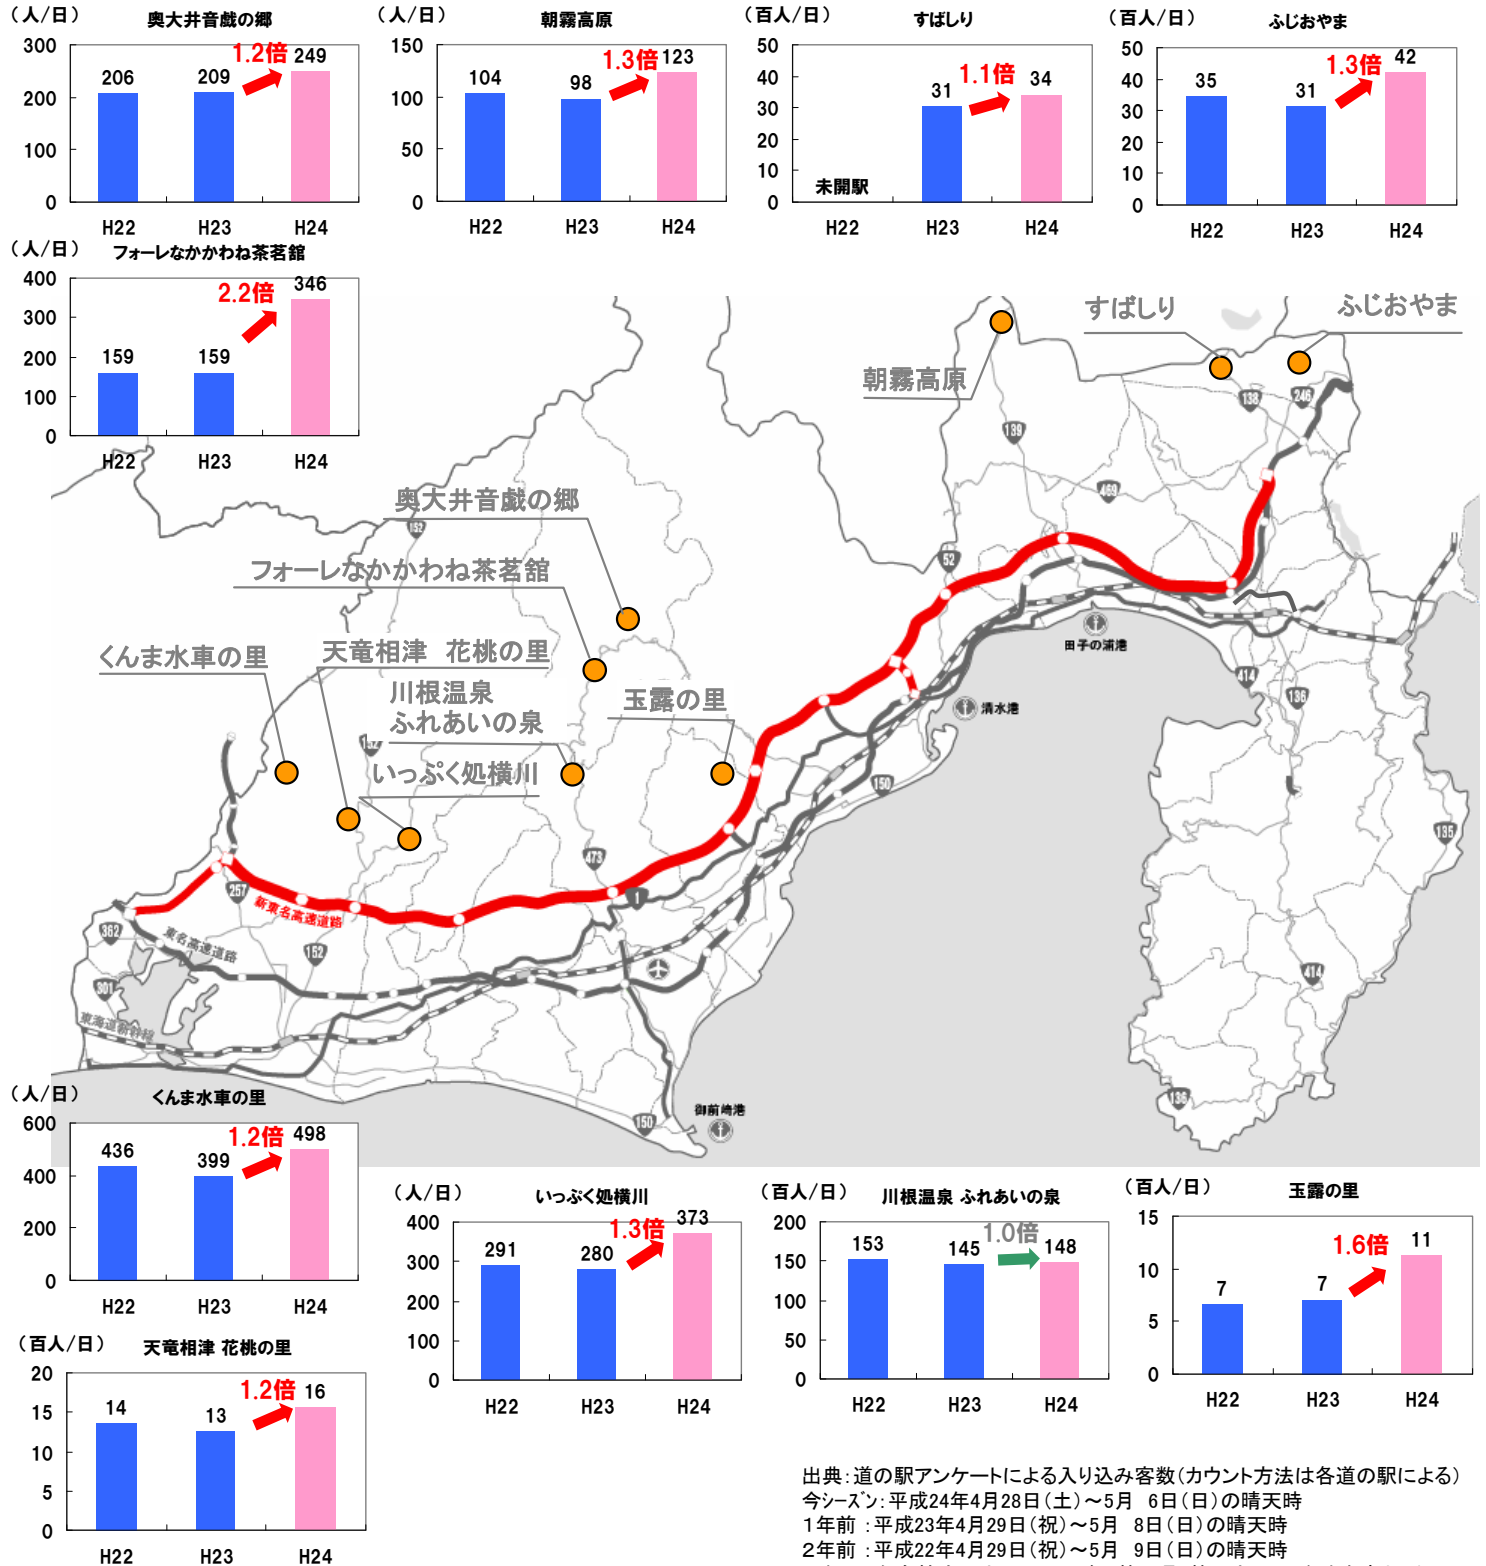 （人/日）
奥大井音戯の郷
300
200
100
0
206
209
249
1.2倍
H22
H23
H24
（人/日）
朝霧高原
150
100
50
0
104
98
123
1.3倍
H22
H23
H24
（百人/日）
すばしり
50
40
30
20
10
0
未開駅
31
34
1.1倍
H22
H23
H24
（百人/日）
ふじおやま
50
40
30
20
10
0
35
31
42
1.3倍
H22
H23
H24
（人/日）
フォーレなかかわね茶茗舘
400
300
200
100
0
159
159
346
2.2倍
H22
H23
H24
すばしり
ふじおやま
朝霧高原
奥大井音戯の郷
フォーレなかかわね茶茗舘
くんま水車の里
天竜相津　花桃の里
川根温泉
ふれあいの泉
いっぷく処横川
玉露の里
138
246
139
469
152
52
田子の浦港
清水港
414
136
152
150
135
473
1
257
新東名高速道路
362
東名高速道路
152
301
東海道新幹線
414
136
150
御前崎港
（人/日）
くんま水車の里
600
400
200
0
436
399
498
1.2倍
H22
H23
H24
（人/日）
いっぷく処横川
400
300
200
100
0
291
280
373
1.3倍
H22
H23
H24
（百人/日）
川根温泉 ふれあいの泉
200
150
100
50
0
153
145
148
1.0倍
H22
H23
H24
（百人/日）
玉露の里
15
10
5
0
7
7
11
1.6倍
H22
H23
H24
（百人/日）
天竜相津 花桃の里
20
15
10
5
0
14
13
16
1.2倍
H22
H23
H24
出典：道の駅アンケートによる入り込み客数（カウント方法は各道の駅による）
今シーズン：平成24年4月28日（土）～5月　6日（日）の晴天時
1年前：平成23年4月29日（祝）～5月　8日（日）の晴天時
2年前：平成22年4月29日（祝）～5月　9日（日）の晴天時